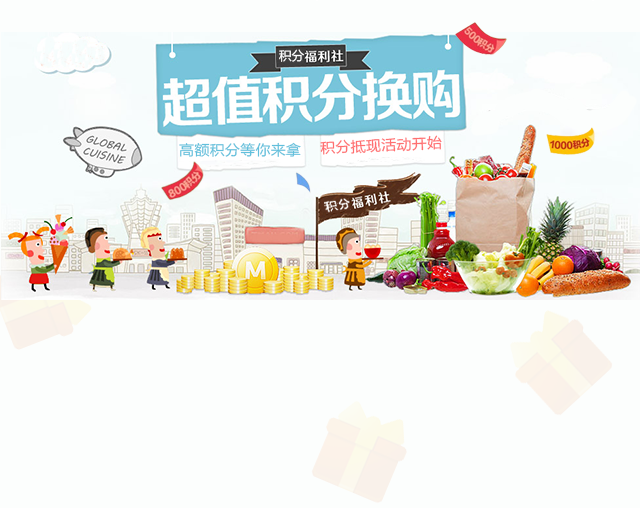 500积分
积分福利社
超值积分换购
GLOBAL
CUISINE
高额积分等你来拿
积分抵现活动开始
1000积分
800积分
积分福利社
M